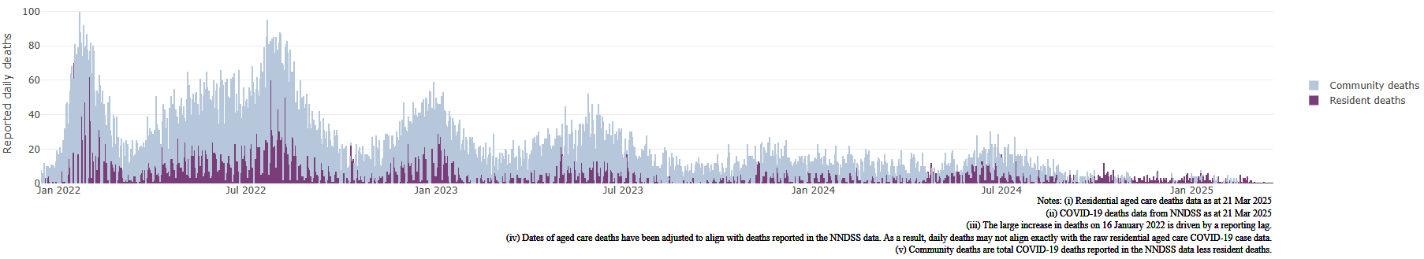 Reported daily deaths
100
80
60
40
20
0
Jan 2022 Jul 2022 Jan 2023 Jul 2023 Jan 2024 Jul 2024 Jan 2025
Community deaths
Resident deaths
Notes: (i) Residential aged care deaths data as at 21 Mar 2025
(ii) COVID-19 deaths data from NNDSS as at 21 Mar 2025
(iii) The large increase in deaths on 16 January 2022 is driven by a reporting lag.
(iv) Dates of aged care deaths have been adjusted to align with deaths reported in the NNDSS data. As a result, daily deaths may not align exactly with the raw residential aged care COVID-19 case data.
(v) Community deaths are total COVID-19 deaths reported in the NNDSS data less resident deaths.